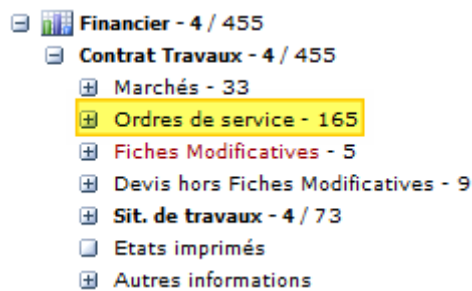 Financier - 4 / 455
Contrat Travaux - 4 / 455
Marchés - 33
Ordres de service - 165
Fiches Modificatives - 5
Devis hors Fiches Modificatives - 9
Sit. de travaux - 4 / 73
Etats imprimés
Autres informations